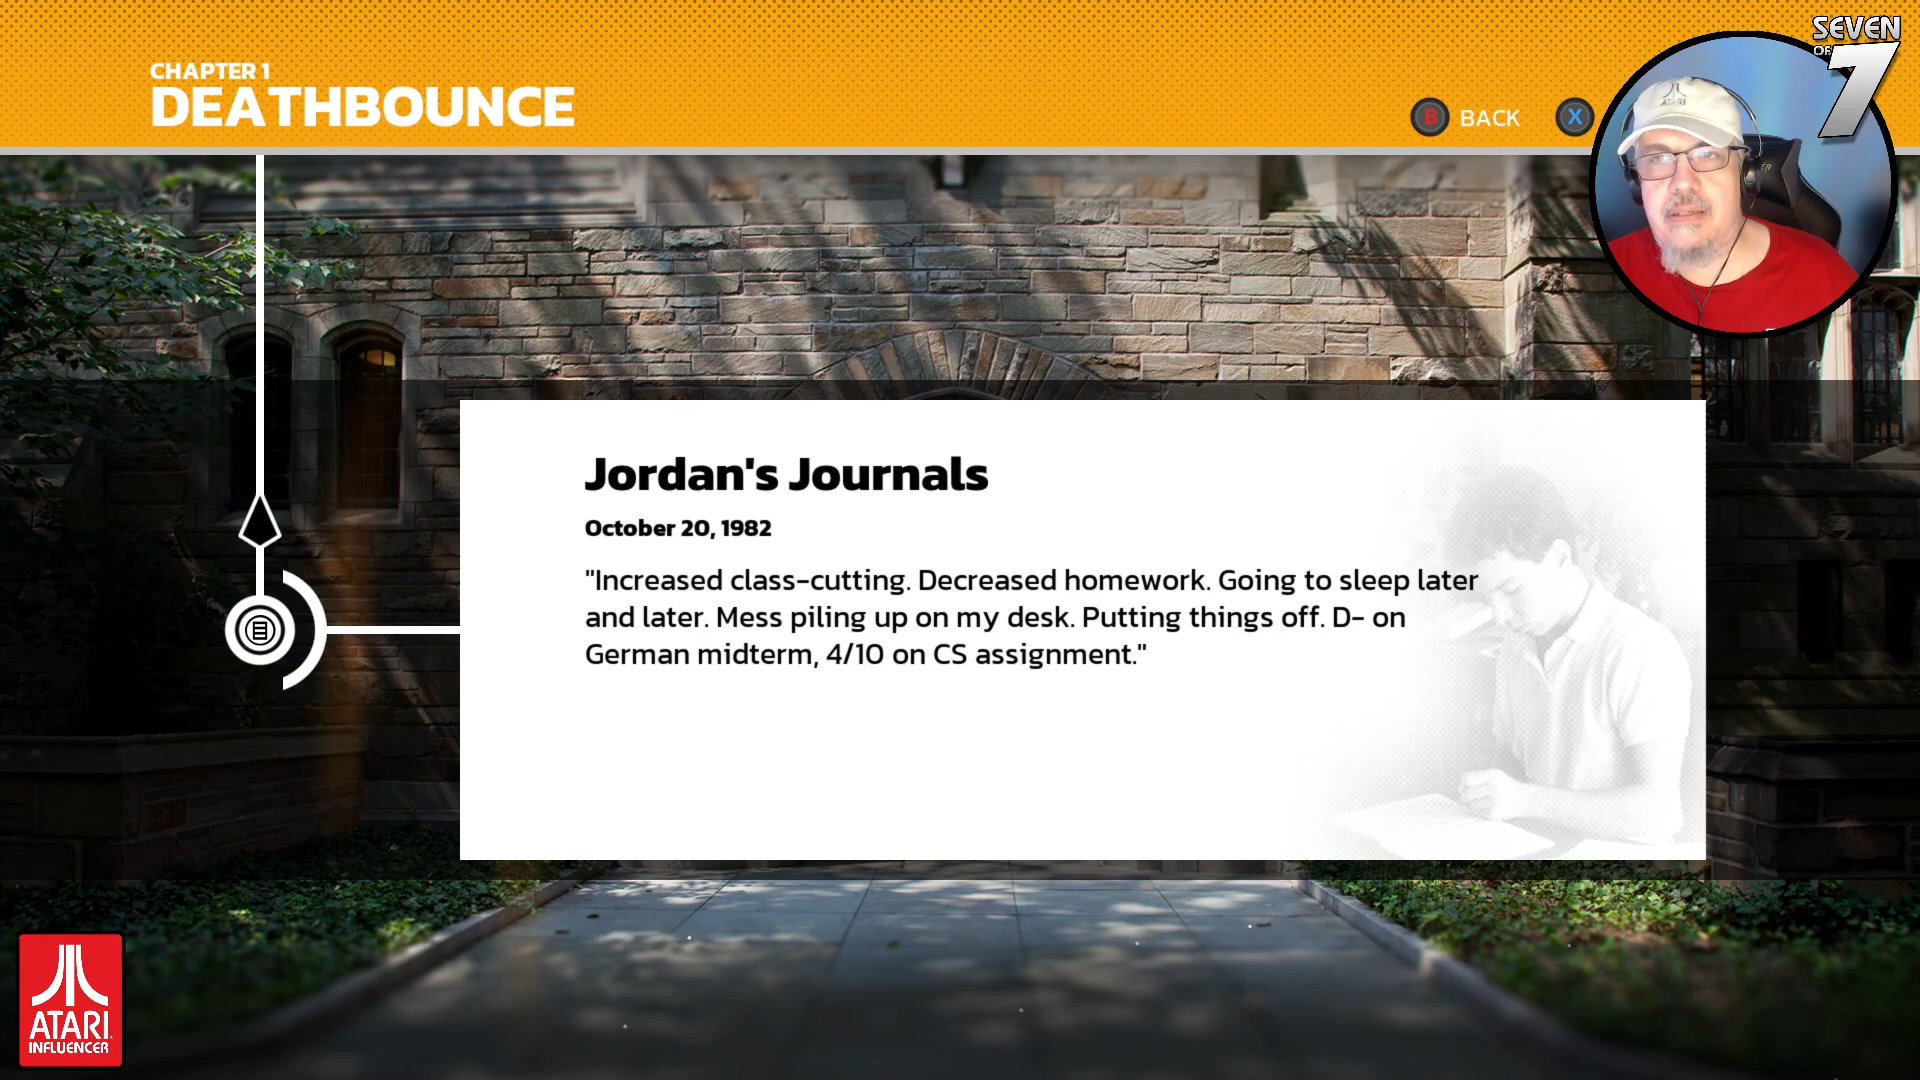 CHAPTER 1
DEATHBOUNCE
B BACK
X
SEVEN
OF
7
ATARI
Jordan's Journals
October 20, 1982
"Increased class-cutting. Decreased homework. Going to sleep later
and later. Mess piling up on my desk. Putting things off. D- on
German midterm, 4/10 on CS assignment."
ATARI
INFLUENCER